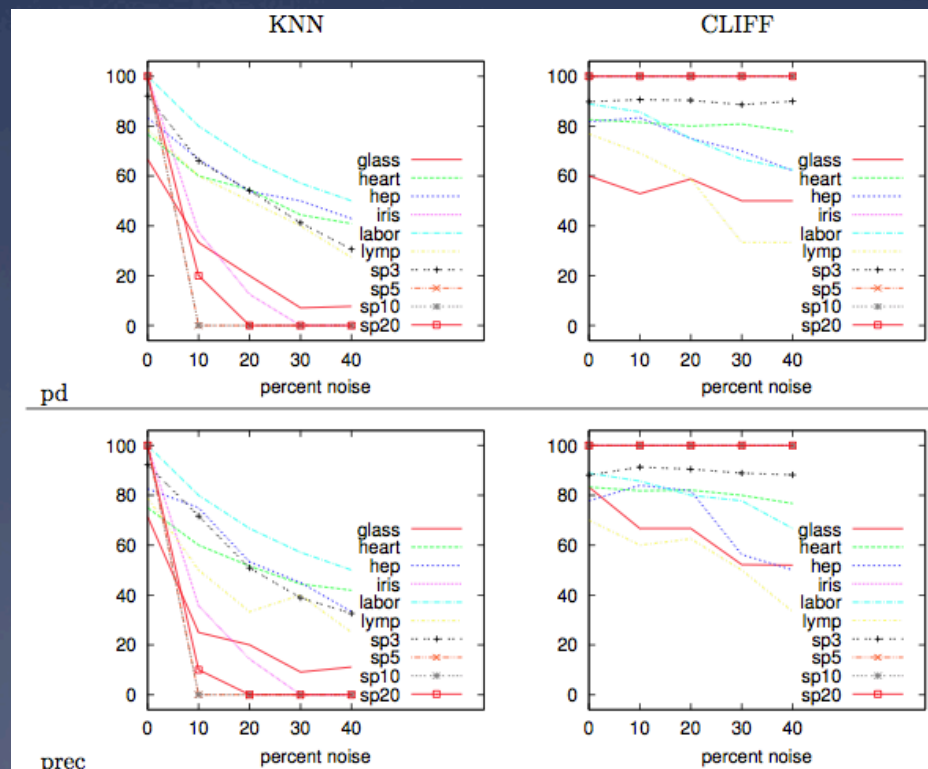 KNN
CLIFF
100
80
60
40
20
0
glass
heart
hep
iris
labor
lymp
sp3
sp5
sp10
sp20
0 10 20 30 40
percent noise
100
80
60
40
20
0
glass
heart
hep
iris
labor
lymp
sp3
sp5
sp10
sp20
0 10 20 30 40
percent noise
pd
100
80
60
40
20
0
glass
heart
hep
iris
labor
lymp
sp3
sp5
sp10
sp20
0 10 20 30 40
percent noise
100
80
60
40
20
0
glass
heart
hep
iris
labor
lymp
sp3
sp5
sp10
sp20
0 10 20 30 40
percent noise
prec